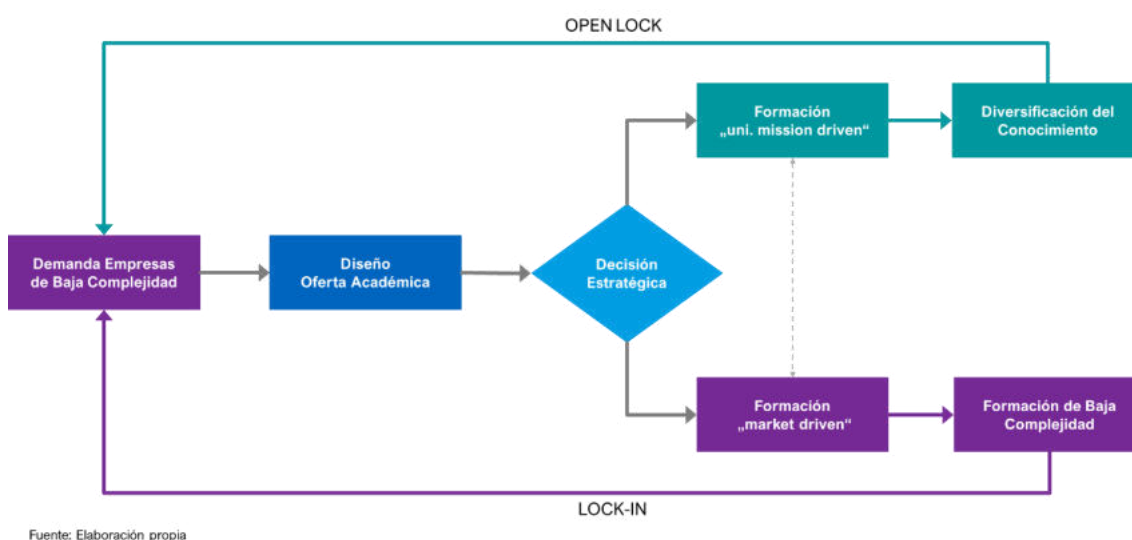 OPEN LOCK
Formación
„uni. mission driven“
Diversificación del
Conocimiento
Demanda Empresas
de Baja Complejidad
Diseño
Oferta Académica
Decisión
Estratégica
Formación
„market driven“
Formación de Baja
Complejidad
LOCK-IN
Fuente: Elaboración propia